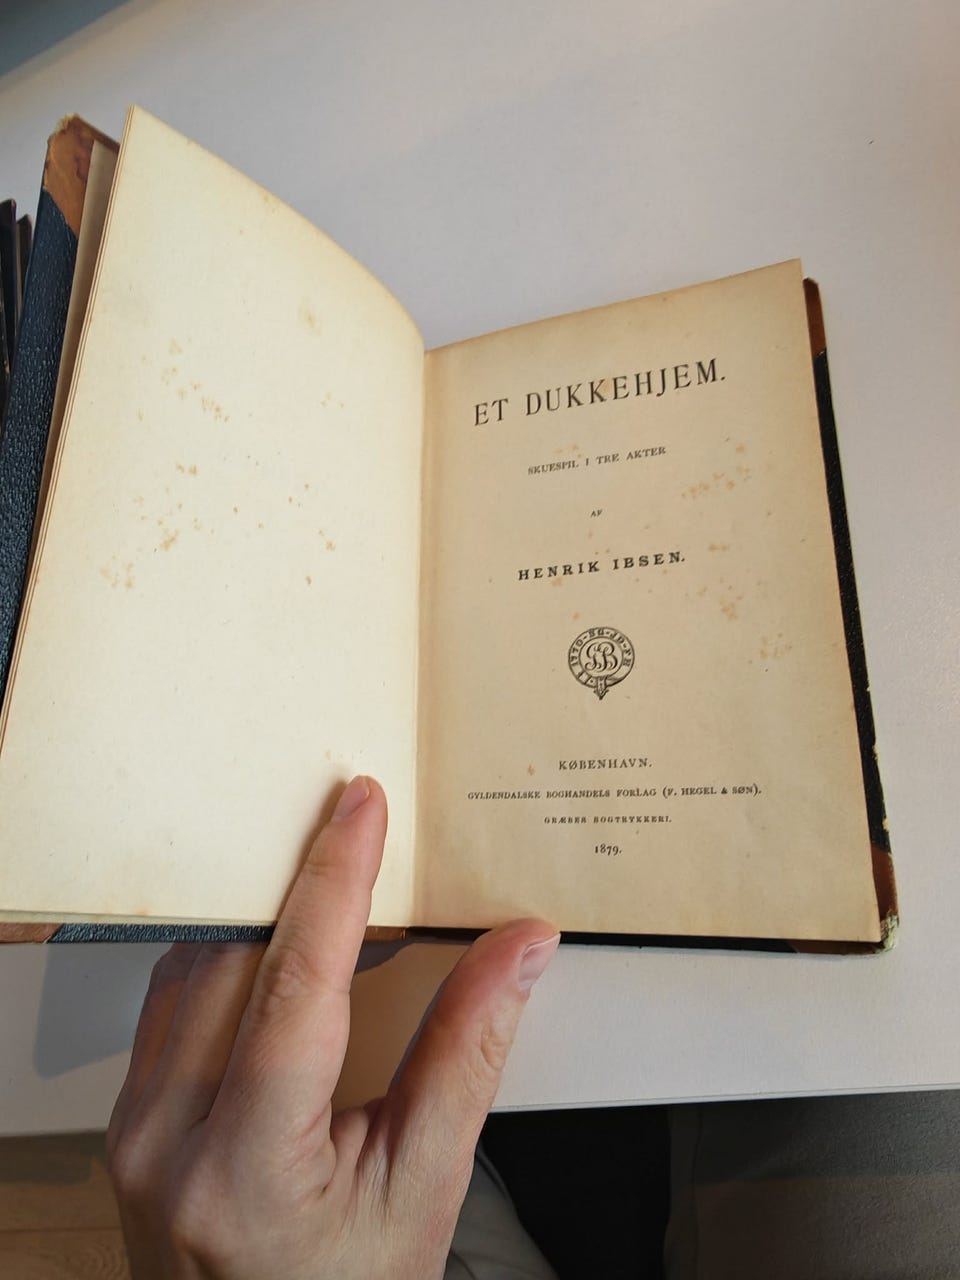 ET DUKKEHJEM.
SKUESPIL I TRE AKTER
AF
HENRIK IBSEN.
KØBENHAVN.
GYLDENDALSKE BOGHANDELS FORLAG (F. HEGEL & SØN).
GRÆBES BOGTRYKKERI.
1879.